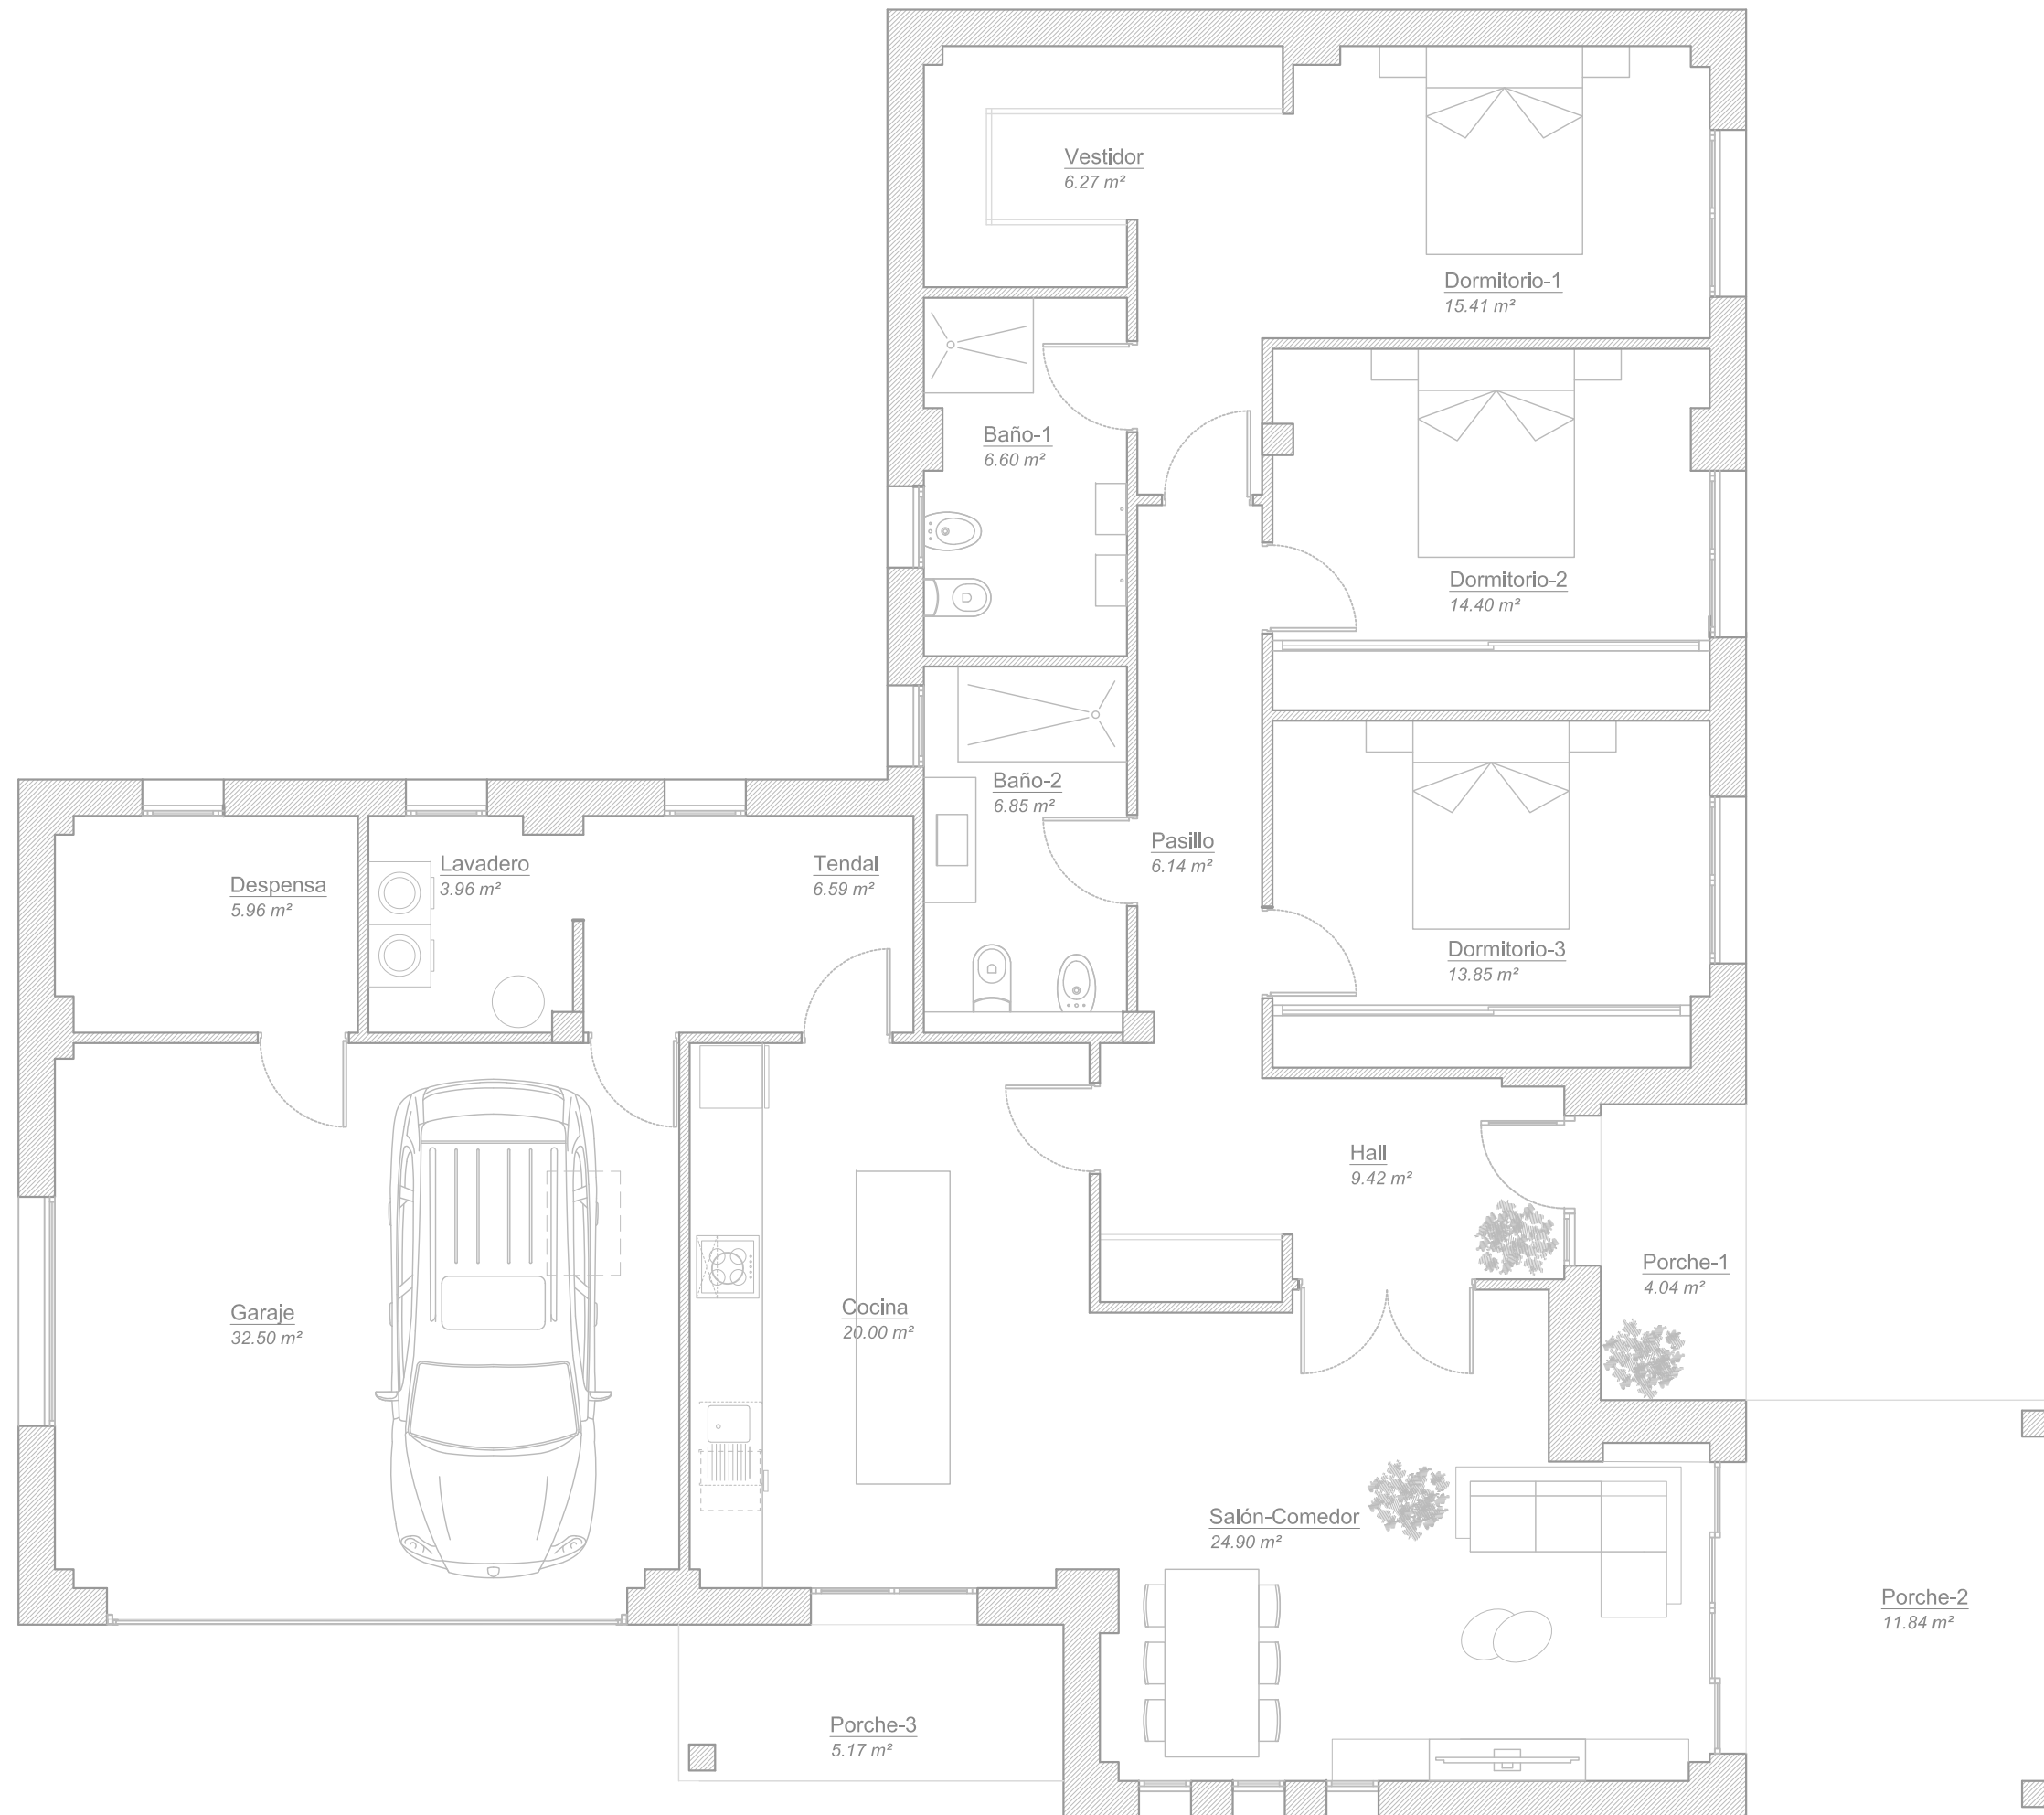 Vestidor
6.27 m²
Dormitorio-1
15.41 m²
Baño-1
6.60 m²
Dormitorio-2
14.40 m²
Baño-2
6.85 m²
Pasillo
6.14 m²
Despensa
5.96 m²
Lavadero
3.96 m²
Tendal
6.59 m²
Dormitorio-3
13.85 m²
Hall
9.42 m²
Porche-1
4.04 m²
Garaje
32.50 m²
Cocina
20.00 m²
Salón-Comedor
24.90 m²
Porche-2
11.84 m²
Porche-3
5.17 m²